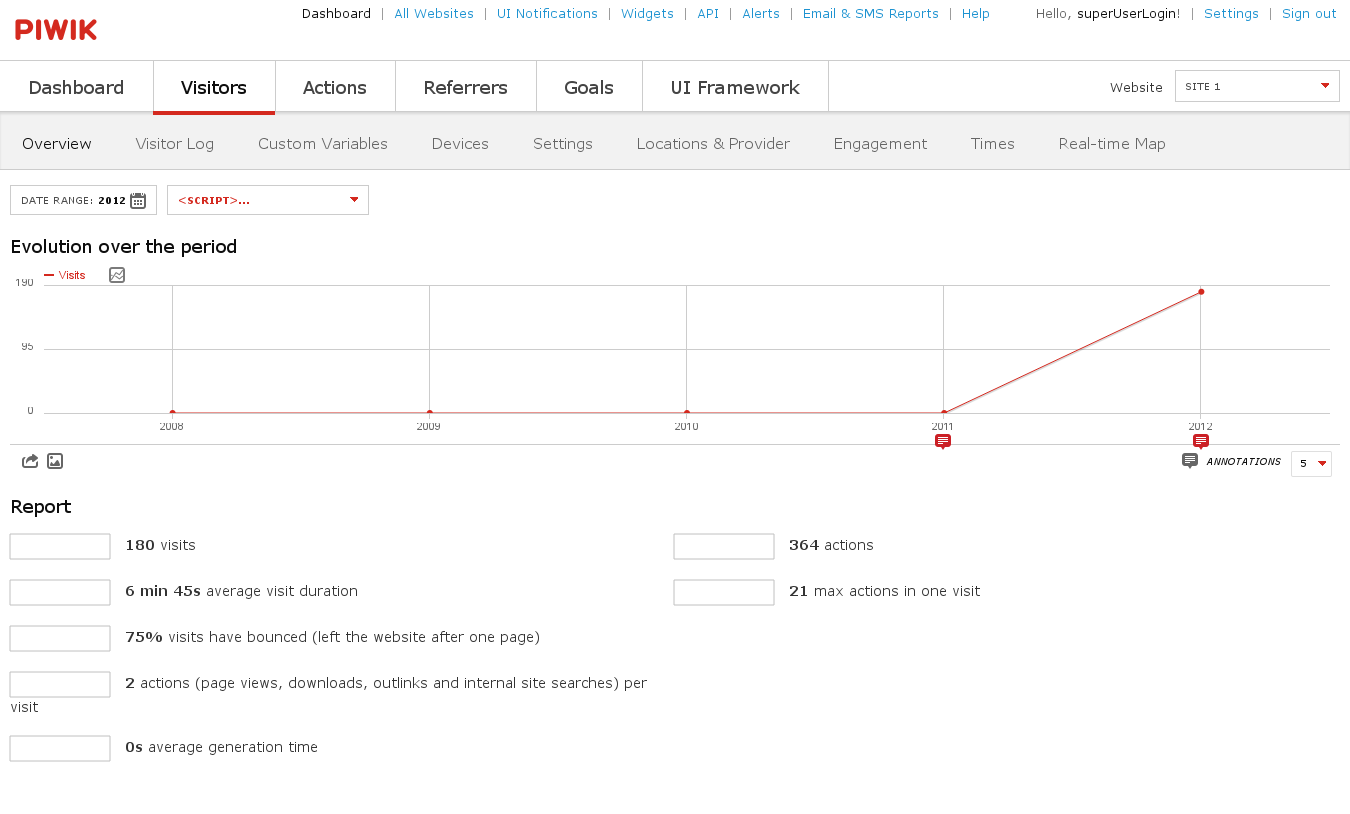 PIWIK
Dashboard | All Websites | UI Notifications | Widgets | API | Alerts | Email & SMS Reports | Help
Hello, superUserLogin! | Settings | Sign out
Dashboard Visitors Actions Referrers Goals UI Framework
Website SITE 1
Overview Visitor Log Custom Variables Devices Settings Locations & Provider Engagement Times Real-time Map
DATE RANGE: 2012 <SCRIPT>...
Evolution over the period
Visits
190
95
0
2008 2009 2010 2011 2012
ANNOTATIONS 5
Report
180 visits
364 actions
6 min 45s average visit duration
21 max actions in one visit
75% visits have bounced (left the website after one page)
2 actions (page views, downloads, outlinks and internal site searches) per
visit
0s average generation time